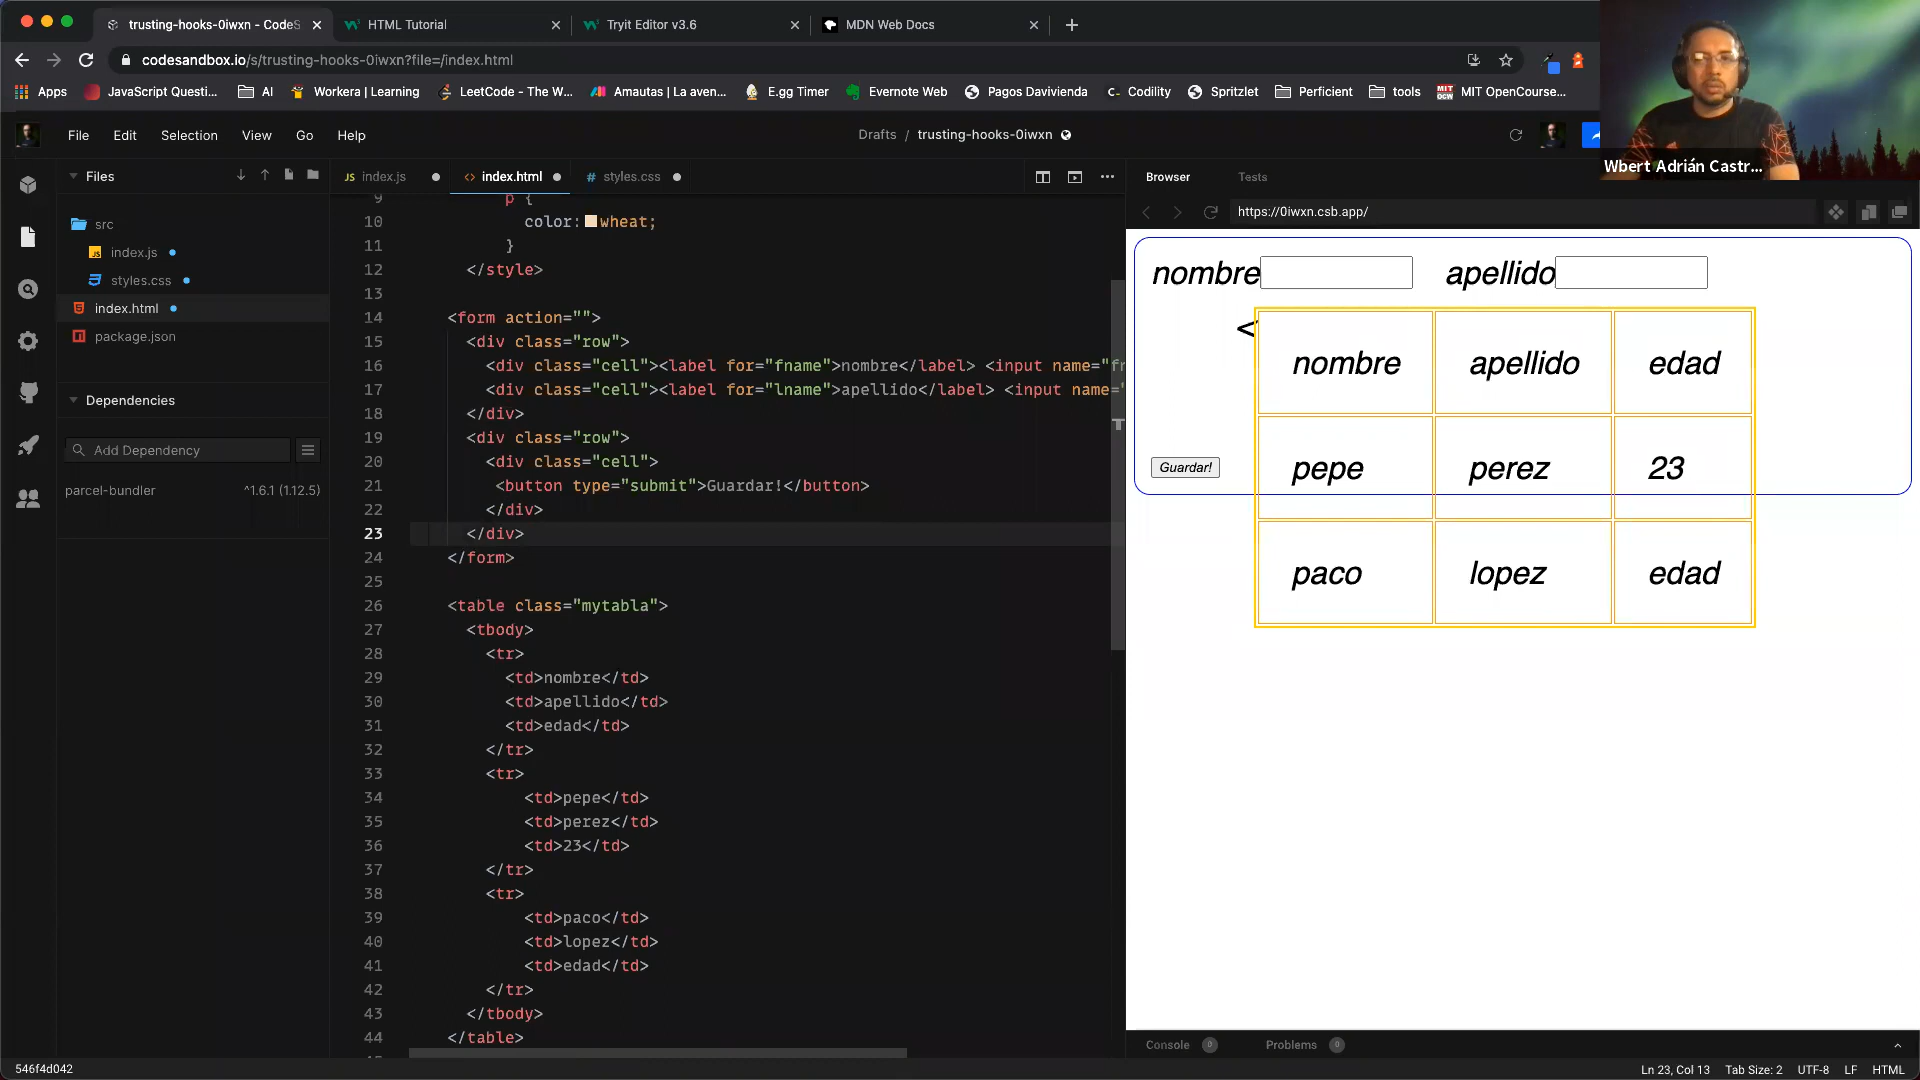 trusting-hooks-0iwxn - CodeS
HTML Tutorial
Tryit Editor v3.6
MDN Web Docs
codesandbox.io/s/trusting-hooks-0iwxn?file=/index.html
Apps
JavaScript Questi...
AI
Workera | Learning
LeetCode - The W...
Amautas | La aven...
E.gg Timer
Evernote Web
Pagos Davivienda
Codility
Spritzlet
Perficient
tools
MIT OpenCourse...
File
Edit
Selection
View
Go
Help
Drafts / trusting-hooks-0iwxn
Wbert Adrián Castr...
Files
src
index.js
styles.css
index.html
package.json
Dependencies
Add Dependency
parcel-bundler ^1.6.1 (1.12.5)
JS index.js
<> index.html
# styles.css
9 p {
10 color: wheat;
11 }
12 </style>
13
14 <form action="">
15 <div class="row">
16 <div class="cell"><label for="fname">nombre</label> <input name="fn
17 <div class="cell"><label for="lname">apellido</label> <input name="
18 </div>
19 <div class="row">
20 <div class="cell">
21 <button type="submit">Guardar!</button>
22 </div>
23 </div>
24 </form>
25
26 <table class="mytabla">
27 <tbody>
28 <tr>
29 <td>nombre</td>
30 <td>apellido</td>
31 <td>edad</td>
32 </tr>
33 <tr>
34 <td>pepe</td>
35 <td>perez</td>
36 <td>23</td>
37 </tr>
38 <tr>
39 <td>paco</td>
40 <td>lopez</td>
41 <td>edad</td>
42 </tr>
43 </tbody>
44 </table>
Browser
Tests
https://0iwxn.csb.app/
nombre
apellido
<
nombre apellido edad
Guardar!
pepe perez 23
paco lopez edad
Console 0
Problems 0
546f4d042
Ln 23, Col 13
Tab Size: 2
UTF-8
LF
HTML